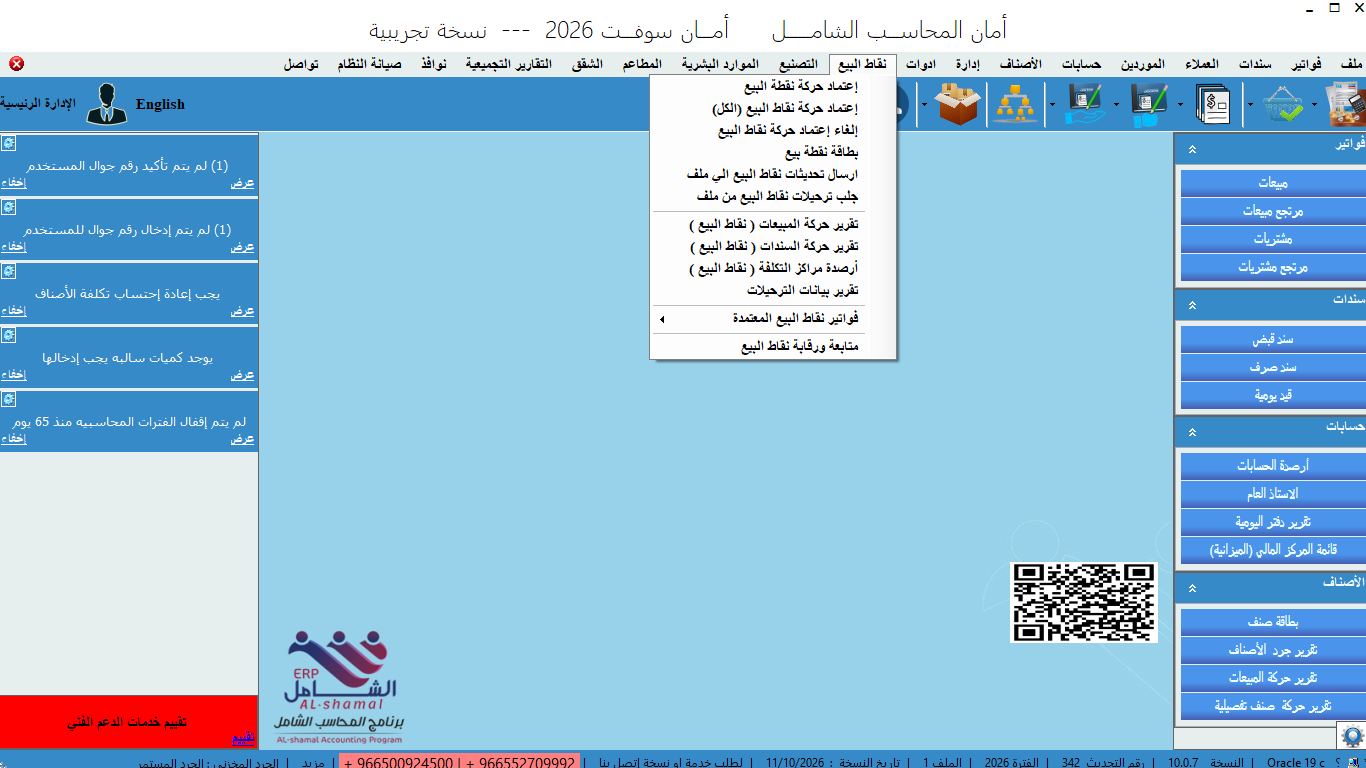 أمان المحاســب الشامــــل أمــان سوفــت 2026 --- نسخة تجريبية
ملف فواتير سندات العملاء الموردين حسابات الأصناف إدارة ادوات نقاط البيع التصنيع الموارد البشرية المطاعم الشقق التقارير التجميعية نوافذ صيانة النظام تواصل
English
الإدارة الرئيسية
إعتماد حركة نقطة البيع
إعتماد حركة نقاط البيع (الكل)
إلغاء إعتماد حركة نقاط البيع
بطاقة نقطة بيع
ارسال تحديثات نقاط البيع الي ملف
جلب ترحيلات نقاط البيع من ملف
تقرير حركة المبيعات ( نقاط البيع )
تقرير حركة السندات ( نقاط البيع )
أرصدة مراكز التكلفة ( نقاط البيع )
تقرير بيانات الترحيلات
فواتير نقاط البيع المعتمدة
متابعة ورقابة نقاط البيع
فواتير
مبيعات
مرتجع مبيعات
مشتريات
مرتجع مشتريات
سندات
سند قبض
سند صرف
قيد يومية
حسابات
أرصدة الحسابات
الاستاذ العام
تقرير دفتر اليومية
قائمة المركز المالي (الميزانية)
الأصناف
بطاقة صنف
تقرير جرد الأصناف
تقرير حركة المبيعات
تقرير حركة صنف تفصيلية
(1) لم يتم تأكيد رقم جوال المستخدم
عرض إخفاء
(1) لم يتم إدخال رقم جوال للمستخدم
عرض إخفاء
يجب إعادة إحتساب تكلفة الأصناف
عرض إخفاء
يوجد كميات سالبه يجب إدخالها
عرض إخفاء
لم يتم إقفال الفترات المحاسبيه منذ 65 يوم
عرض إخفاء
تقييم خدمات الدعم الفني
تقييم
ERP
الشامل
AL-shamal
برنامج المحاسب الشامل
AL-shamal Accounting Program
؟ Oracle 19 c | النسخة 10.0.7 | رقم التحديث 342 | الفترة 2026 | الملف 1 | تاريخ النسخة : 11/10/2026 | لطلب خدمة او نسخة إتصل بنا | + 966552709992 | + 966500924500 | مزيد | الجرد المخزني : الجرد المستمر